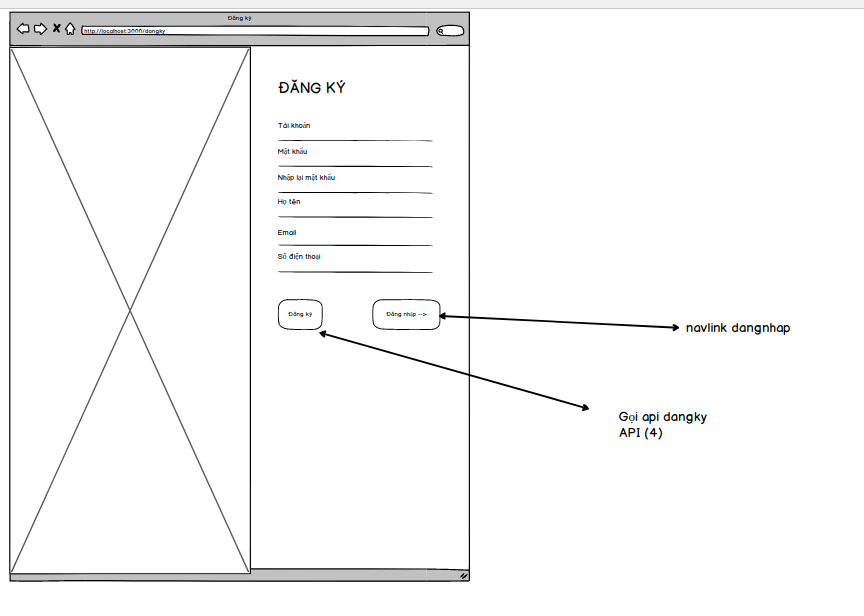 Đăng ký
http://localhost:3000/dangky
ĐĂNG KÝ
Tài khoản
Mật khẩu
Nhập lại mật khẩu
Họ tên
Email
Số điện thoại
Đăng ký
Đăng nhập -->
navlink dangnhap
Gọi api dangky
API (4)